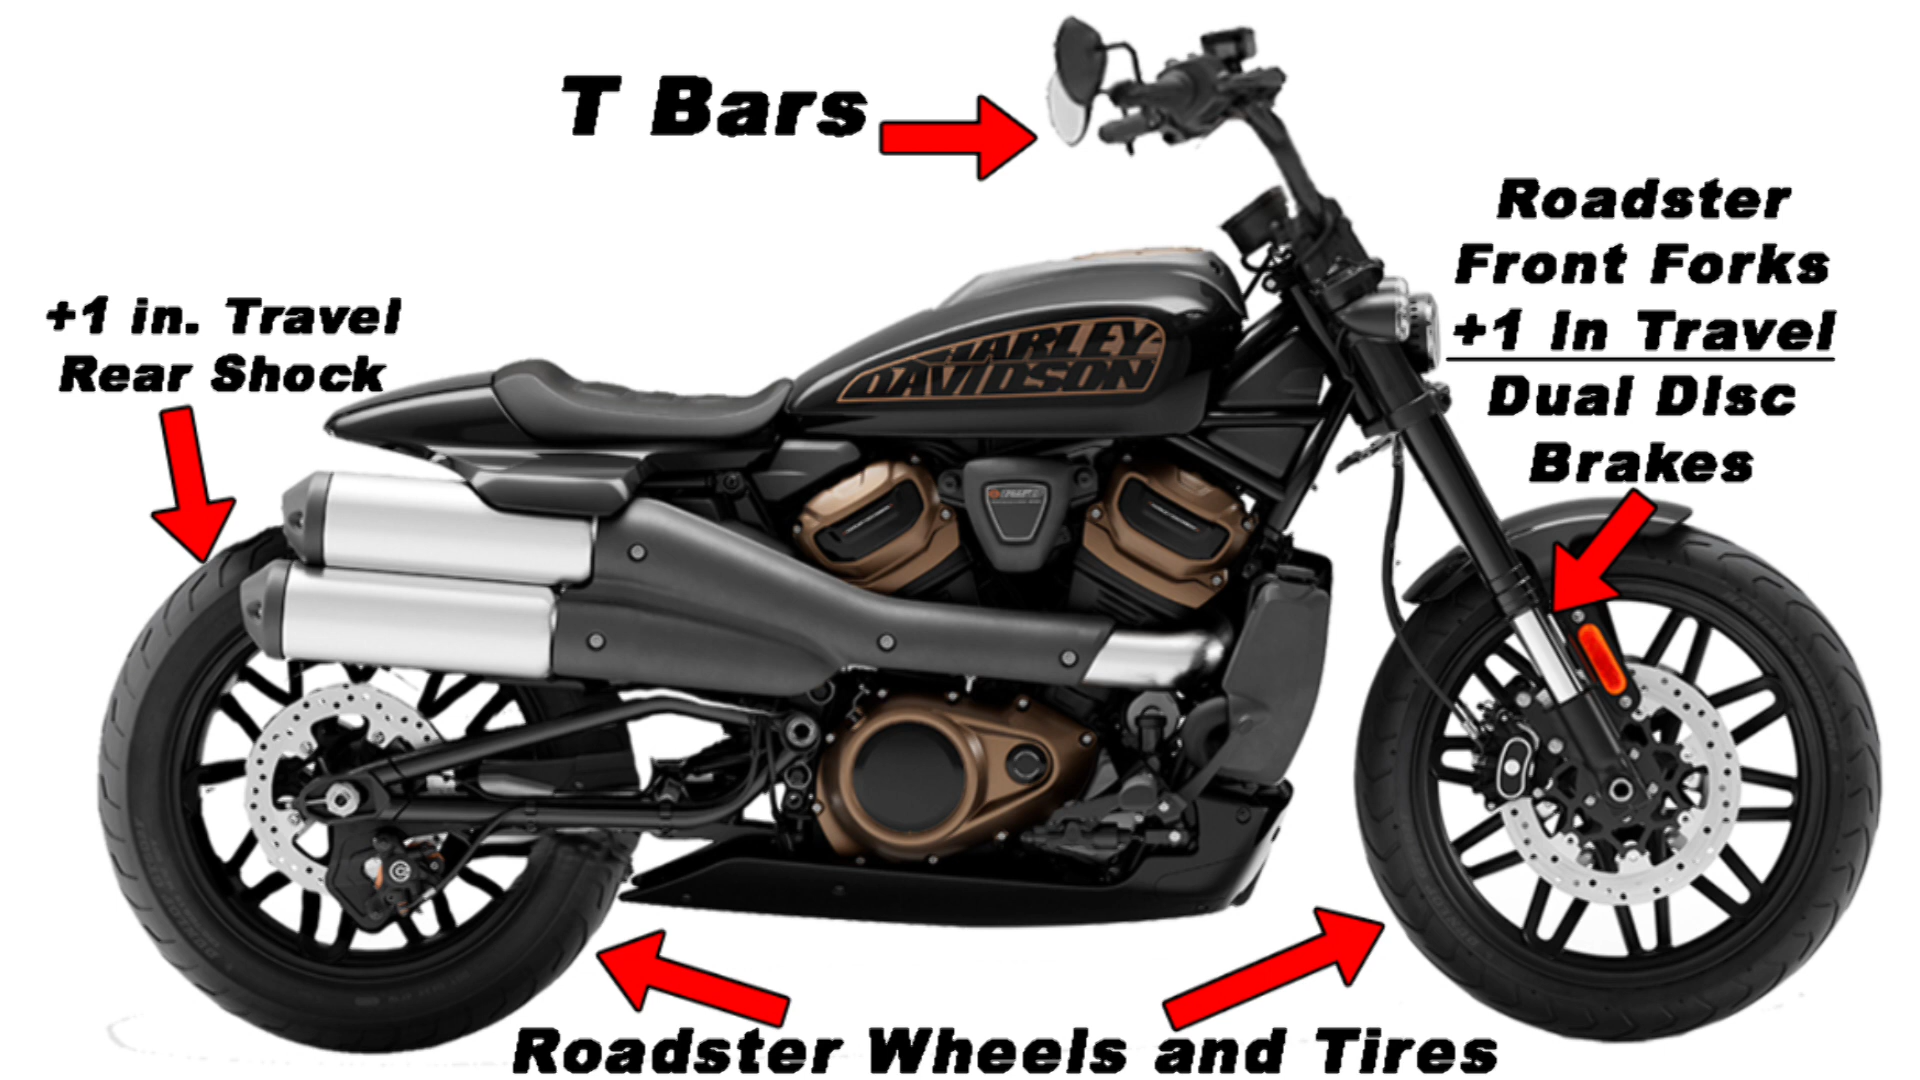 T Bars
Roadster
Front Forks
+1 In Travel
Dual DIsc
Brakes
+1 in. Travel
Rear Shock
HARLEY
DAVIDSON
Roadster Wheels and Tires